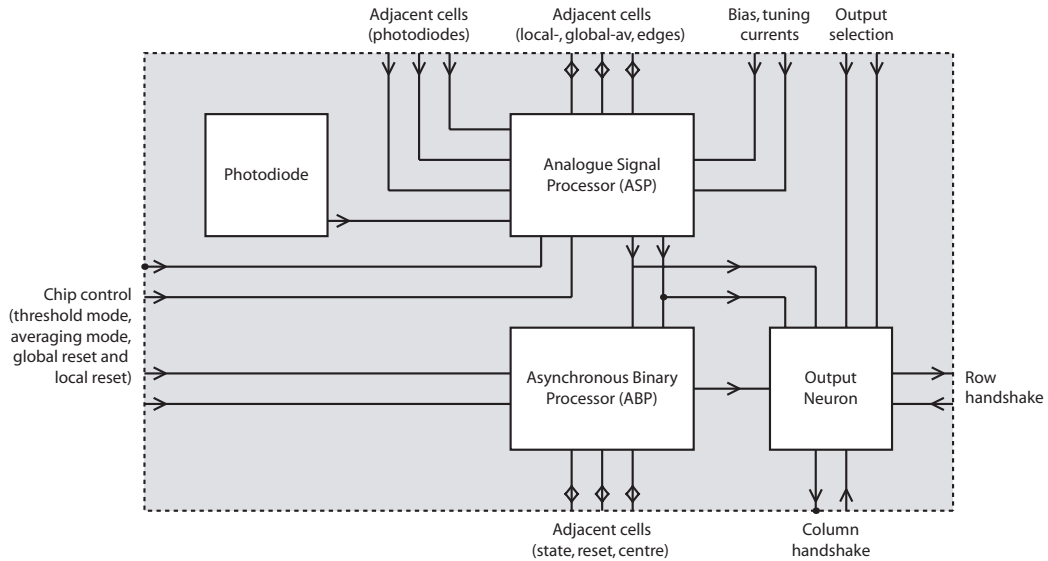 Adjacent cells
(photodiodes)
Adjacent cells
(local-, global-av, edges)
Bias, tuning
currents
Output
selection
Photodiode
Analogue Signal
Processor (ASP)
Chip control
(threshold mode,
averaging mode,
global reset and
local reset)
Asynchronous Binary
Processor (ABP)
Output
Neuron
Row
handshake
Adjacent cells
(state, reset, centre)
Column
handshake